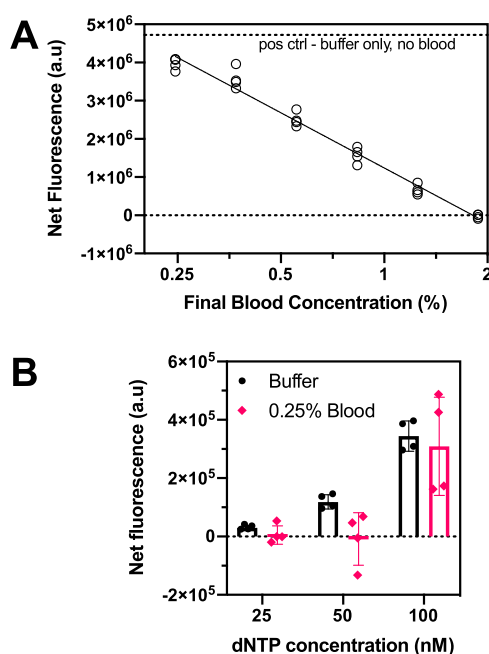 A
Net Fluorescence (a.u)
5×10⁶
4×10⁶
3×10⁶
2×10⁶
1×10⁶
0
-1×10⁶
pos ctrl - buffer only, no blood
0.25 0.5 1 2
Final Blood Concentration (%)
B
Net fluorescence (a.u)
6×10⁵
4×10⁵
2×10⁵
0
-2×10⁵
Buffer
0.25% Blood
25 50 100
dNTP concentration (nM)